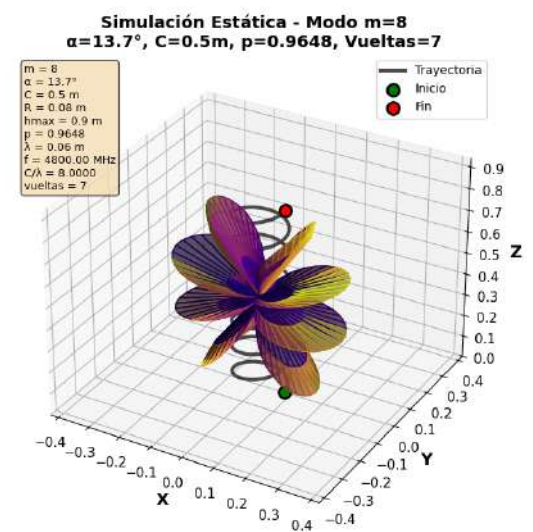 Simulación Estática - Modo m=8
α=13.7°, C=0.5m, p=0.9648, Vueltas=7
m = 8
α = 13.7°
C = 0.5 m
R = 0.08 m
hmax = 0.9 m
p = 0.9648
λ = 0.06 m
f = 4800.00 MHz
C/λ = 8.0000
vueltas = 7
Trayectoria
Inicio
Fin
0.9
0.8
0.7
0.6
0.5
0.4
0.3
0.2
0.1
0.0
Z
0.4
0.3
0.2
0.1
0.0
−0.1
−0.2
−0.3
−0.4
Y
−0.4
−0.3
−0.2
−0.1
0.0
0.1
0.2
0.3
0.4
X